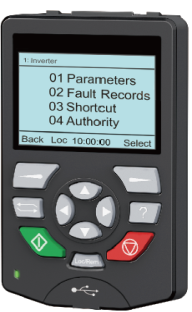 1: Inverter
01 Parameters
02 Fault Records
03 Shortcut
04 Authority
Back Loc 10:00:00 Select
?
Loc/Rem